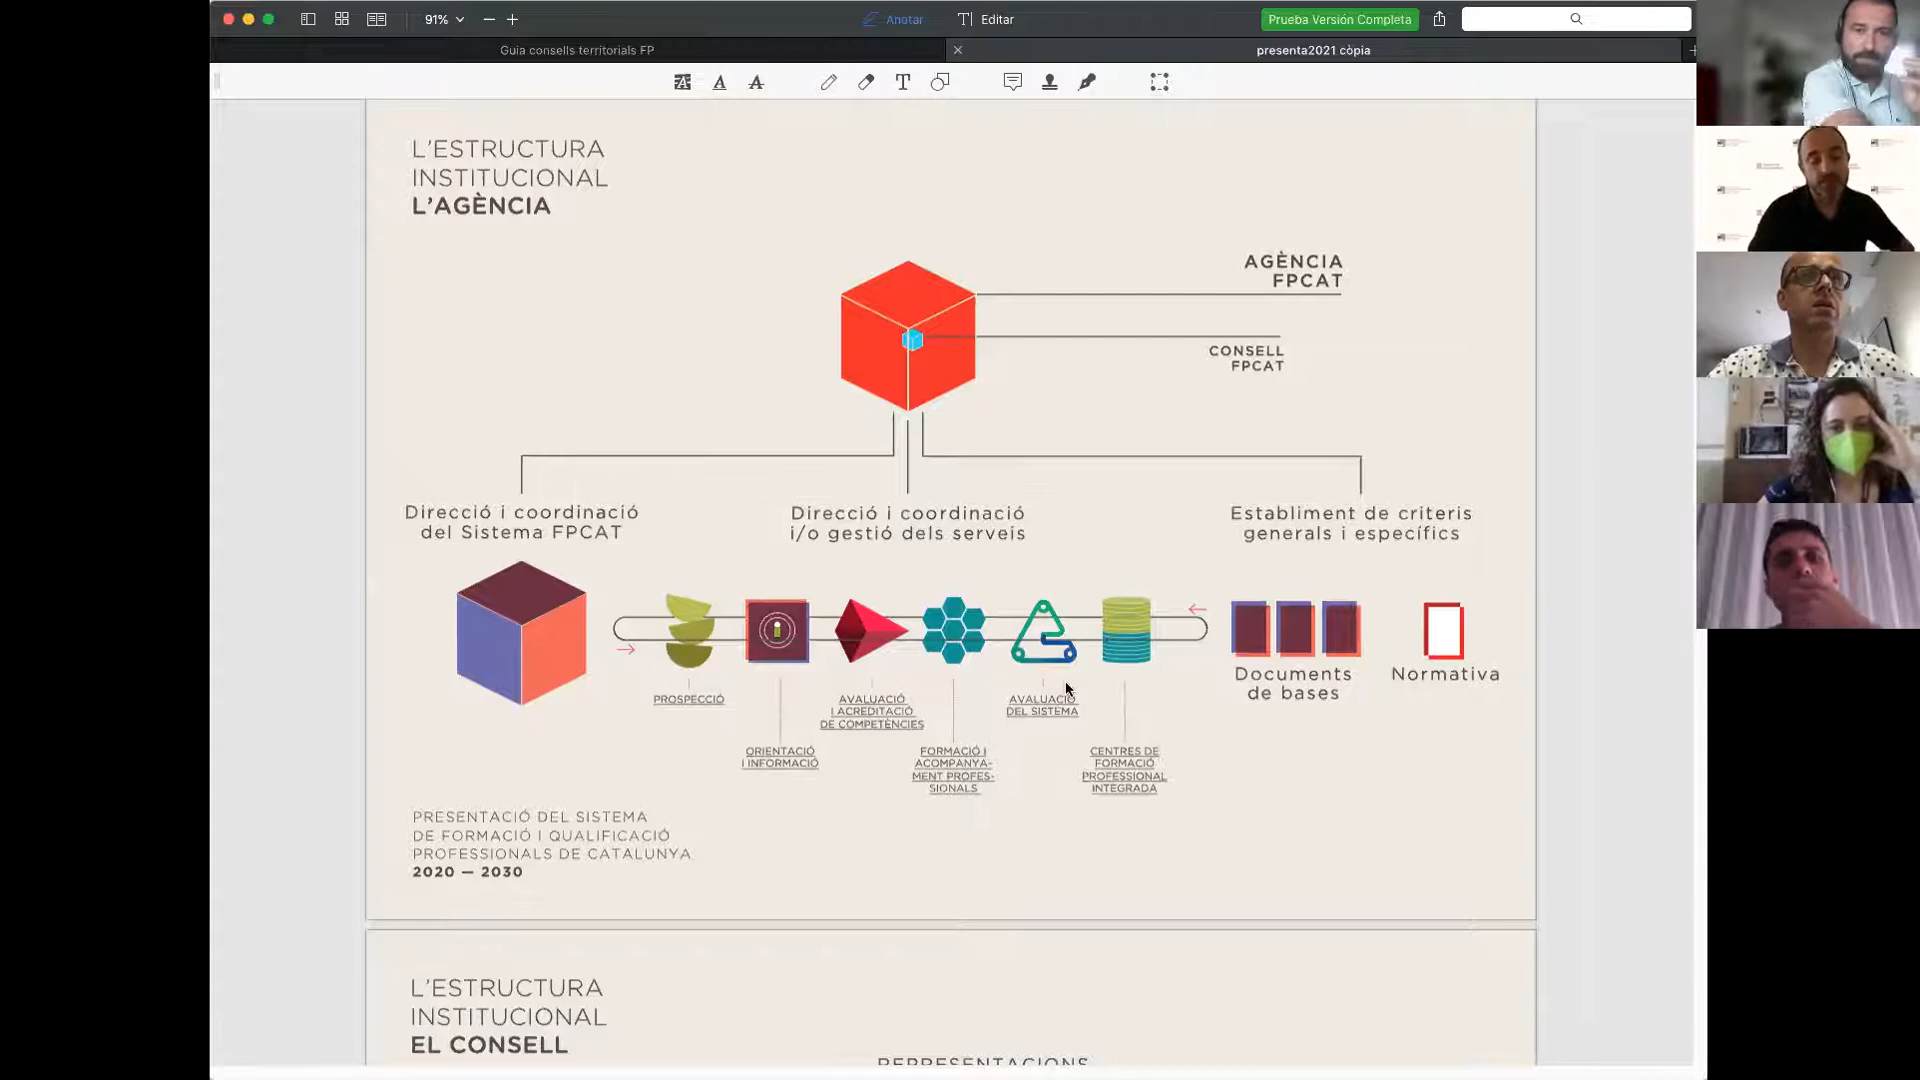 91%
Anotar
Editar
Prueba Versión Completa
Guia consells territorials FP
presenta2021 còpia
L'ESTRUCTURA
INSTITUCIONAL
L'AGÈNCIA
AGÈNCIA
FPCAT
CONSELL
FPCAT
Direcció i coordinació
del Sistema FPCAT
Direcció i coordinació
i/o gestió dels serveis
Establiment de criteris
generals i específics
PROSPECCIÓ
ORIENTACIÓ
I INFORMACIÓ
AVALUACIÓ
I ACREDITACIÓ
DE COMPETÈNCIES
FORMACIÓ I
ACOMPANYA-
MENT PROFES-
SIONALS
AVALUACIÓ
DEL SISTEMA
CENTRES DE
FORMACIÓ
PROFESSIONAL
INTEGRADA
Documents
de bases
Normativa
PRESENTACIÓ DEL SISTEMA
DE FORMACIÓ I QUALIFICACIÓ
PROFESSIONALS DE CATALUNYA
2020 — 2030
L'ESTRUCTURA
INSTITUCIONAL
EL CONSELL
REPRESENTACIONS